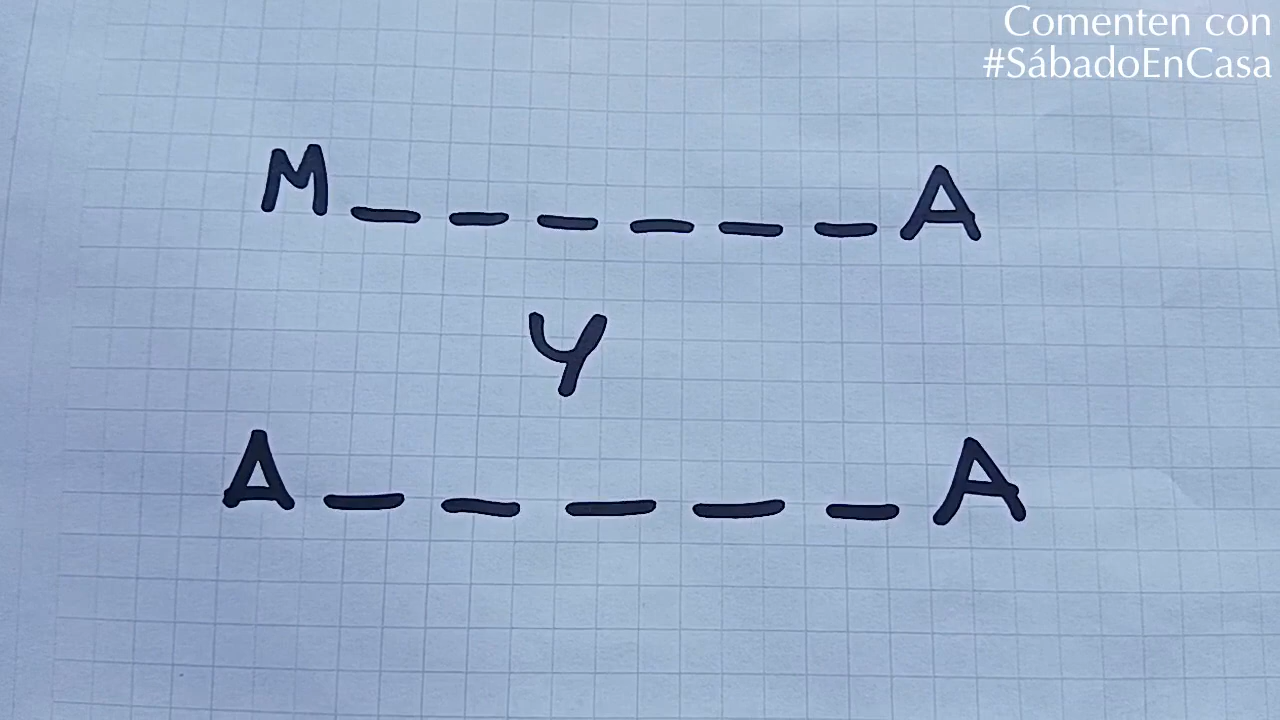 Comenten con
#SábadoEnCasa
M _ _ _ _ _ _ A
Y
A _ _ _ _ _ A